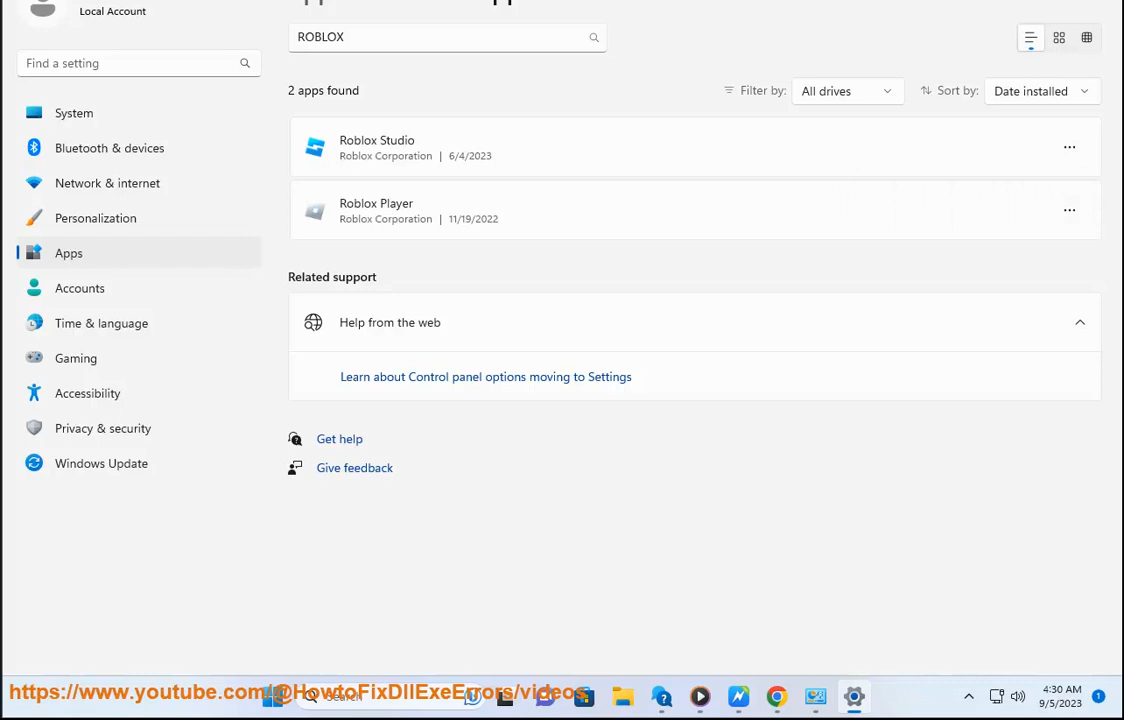 Local Account
ROBLOX
Find a setting
2 apps found
Filter by:
All drives
Sort by:
Date installed
System
Bluetooth & devices
Network & internet
Personalization
Apps
Accounts
Time & language
Gaming
Accessibility
Privacy & security
Windows Update
Roblox Studio
Roblox Corporation | 6/4/2023
Roblox Player
Roblox Corporation | 11/19/2022
Related support
Help from the web
Learn about Control panel options moving to Settings
Get help
Give feedback
https://www.youtube.com/@HowtoFixDllExeErrors/videos
Search
4:30 AM
9/5/2023
1